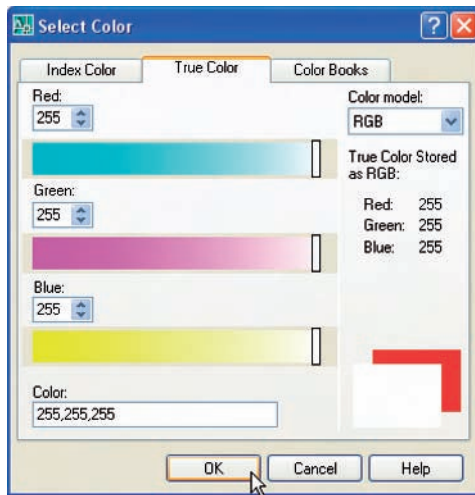 Select Color
Index Color
True Color
Color Books
Red:
255
Color model:
RGB
True Color Stored
as RGB:
Red: 255
Green: 255
Blue: 255
Green:
255
Blue:
255
Color:
255,255,255
OK
Cancel
Help